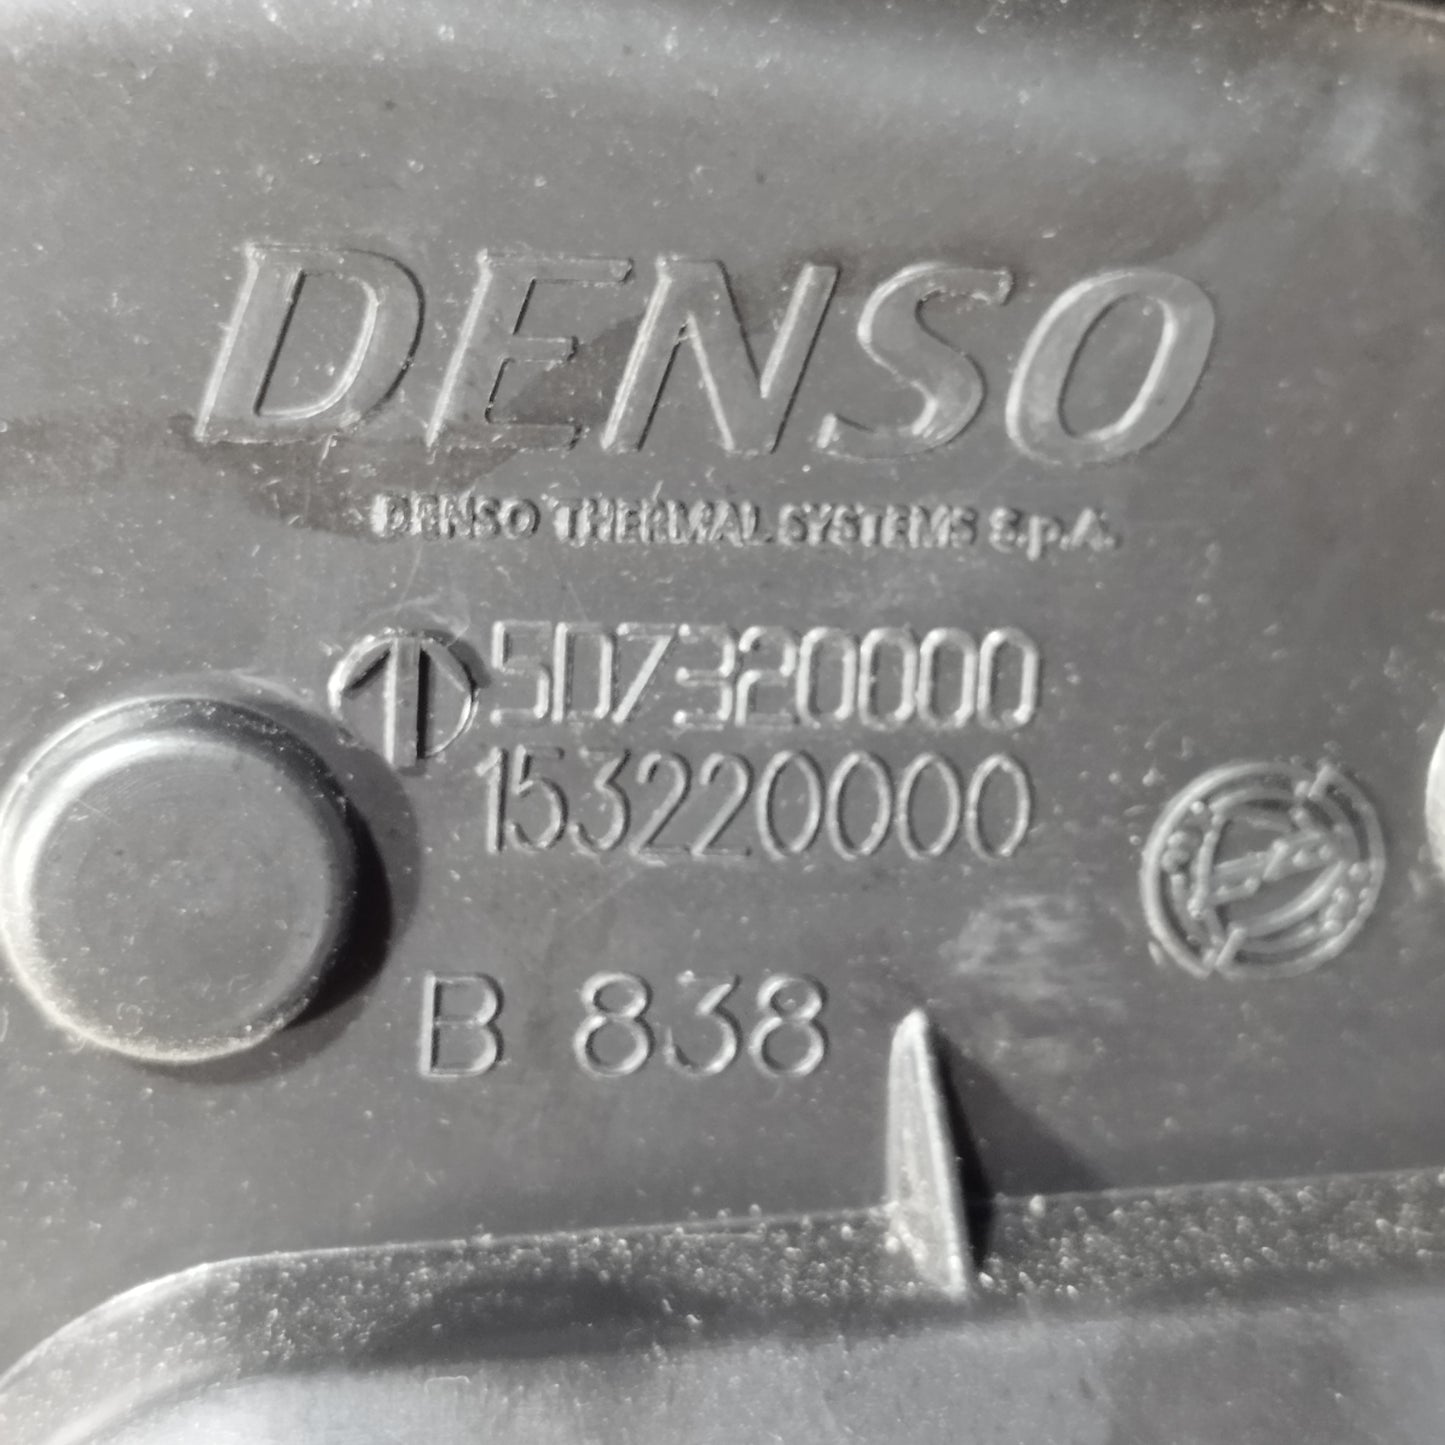 DENSO
DENSO THERMAL SYSTEMS S.p.A.
5D7320000
153220000
B 838